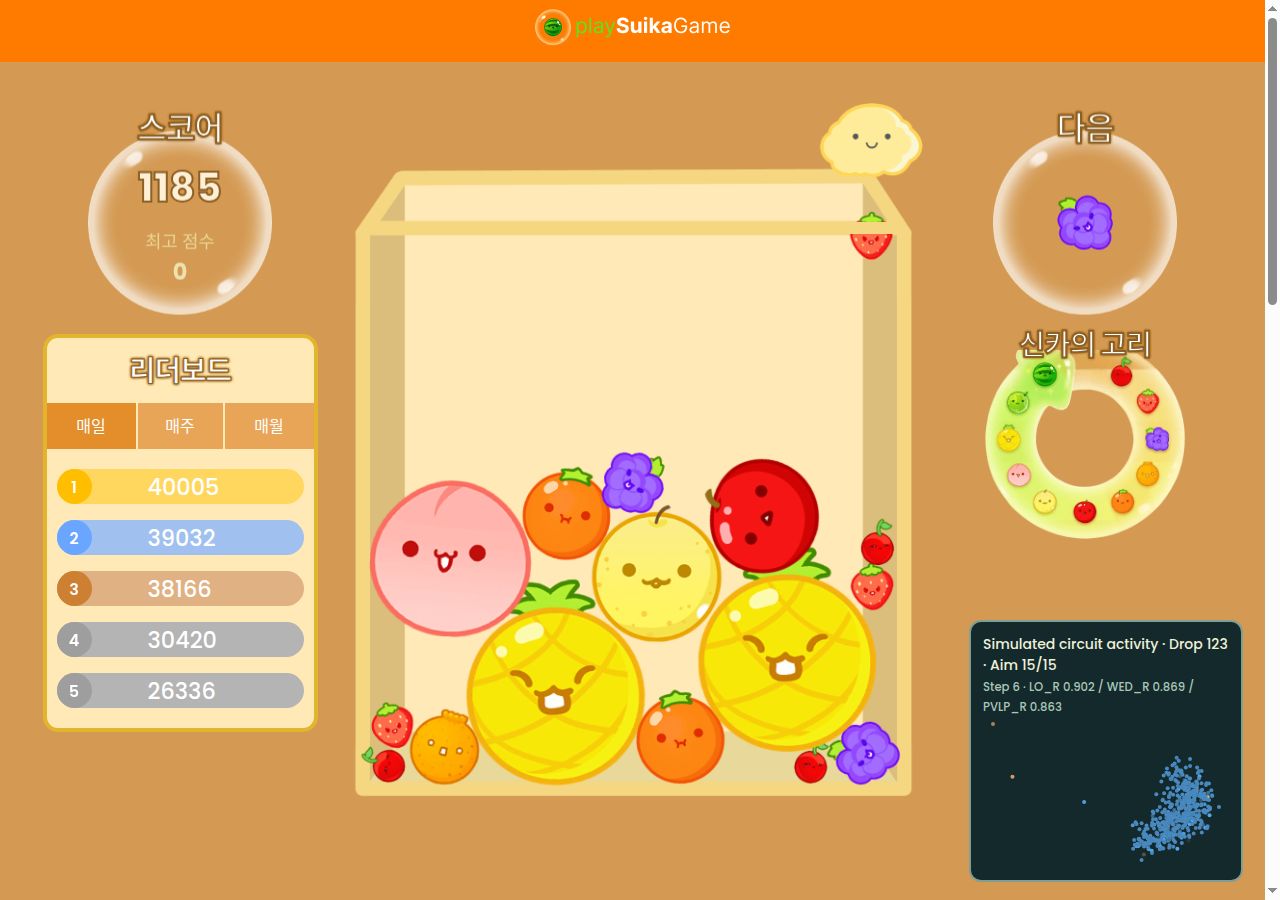 playSuikaGame
스코어
1185
최고 점수
0
다음
신카의 고리
리더보드
매일 매주 매월
1 40005
2 39032
3 38166
4 30420
5 26336
Simulated circuit activity · Drop 123
· Aim 15/15
Step 6 · LO_R 0.902 / WED_R 0.869 /
PVLP_R 0.863